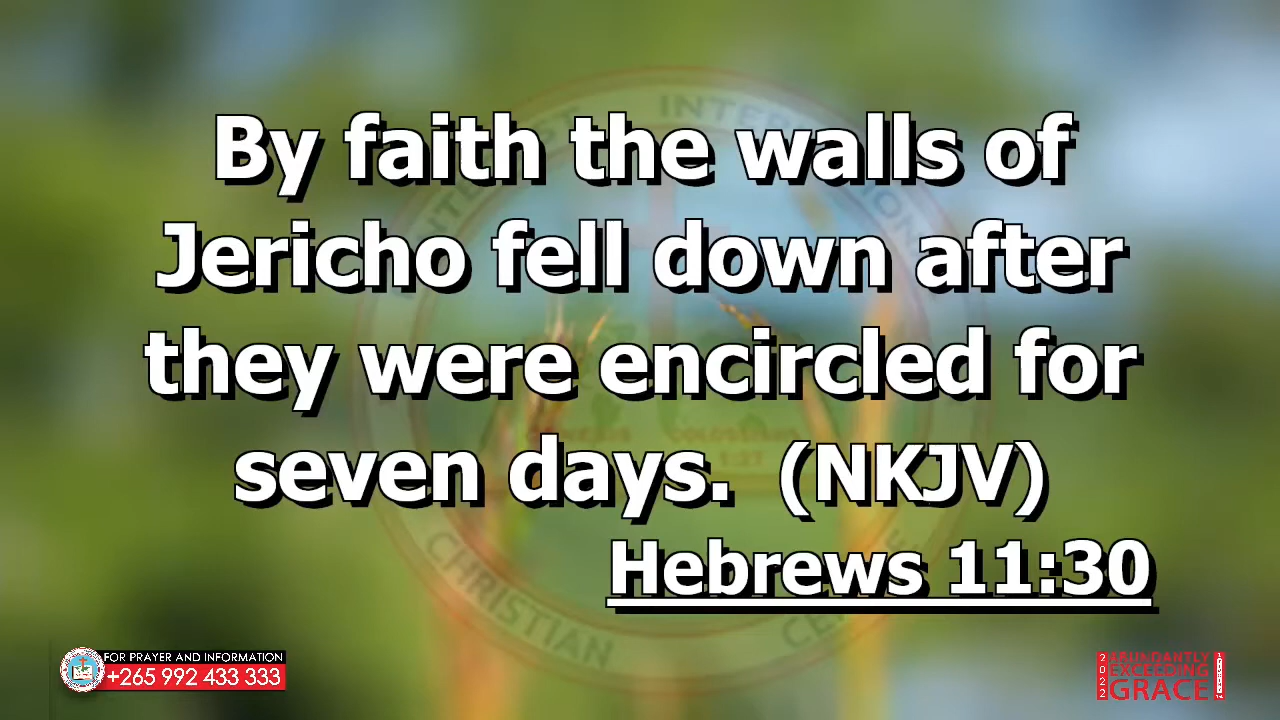 By faith the walls of
Jericho fell down after
they were encircled for
seven days. (NKJV)
Hebrews 11:30
FOR PRAYER AND INFORMATION
+265 992 433 333
2022
ABUNDANTLY
EXCEEDING
GRACE
CHRISTIAN